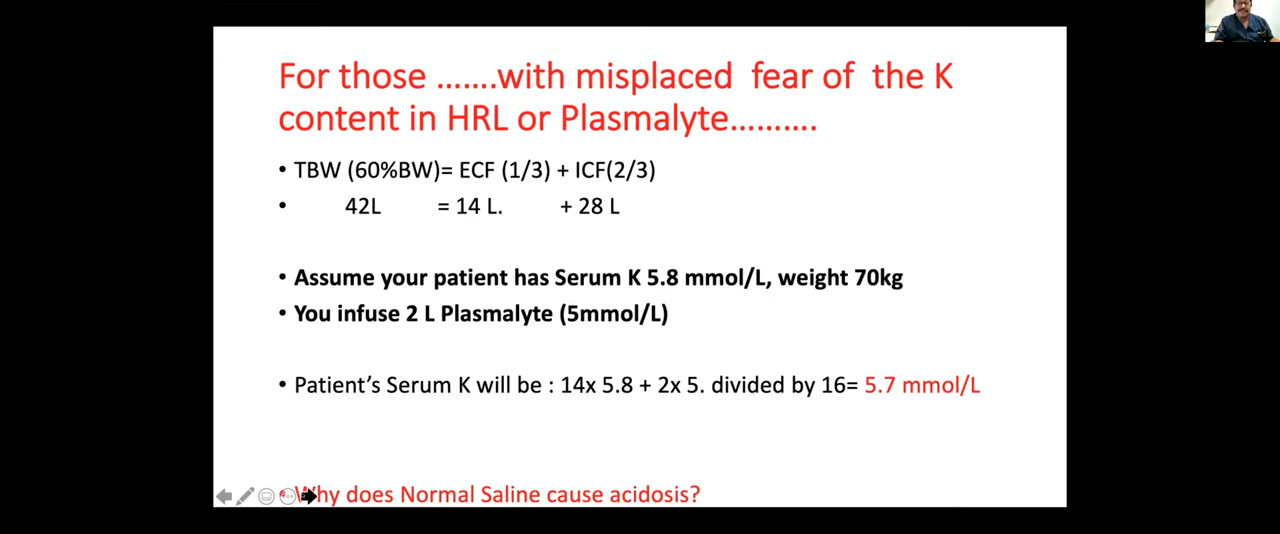 For those .......with misplaced fear of the K
content in HRL or Plasmalyte..........
• TBW (60%BW)= ECF (1/3) + ICF(2/3)
• 42L = 14 L. + 28 L
• Assume your patient has Serum K 5.8 mmol/L, weight 70kg
• You infuse 2 L Plasmalyte (5mmol/L)
• Patient's Serum K will be : 14x 5.8 + 2x 5. divided by 16= 5.7 mmol/L
Why does Normal Saline cause acidosis?